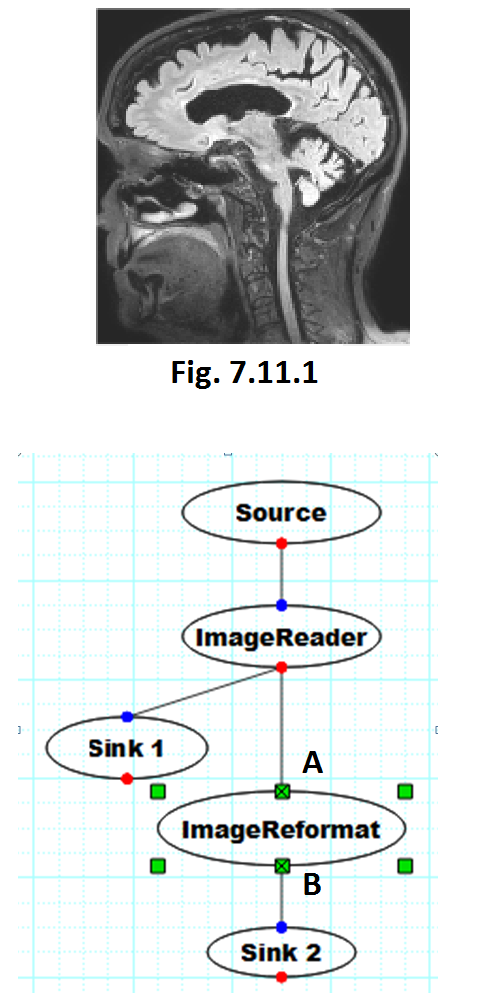 Fig. 7.11.1
Source
ImageReader
Sink 1
A
ImageReformat
B
Sink 2